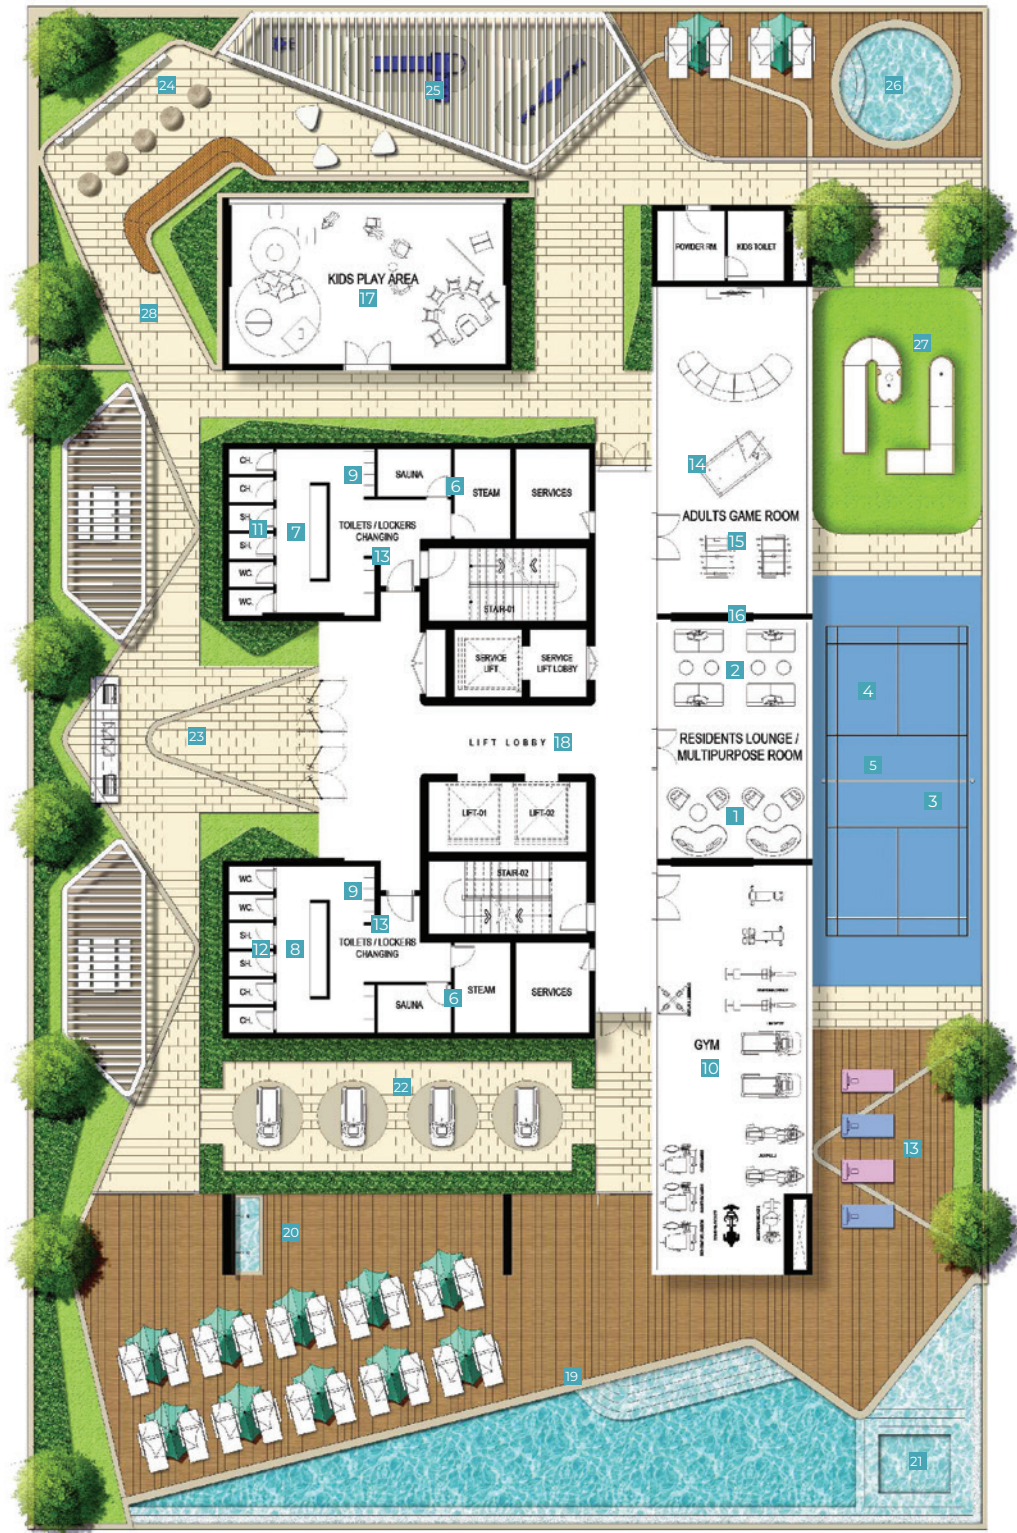 24
25
26
POWDER RM.
KIDS TOILET
KIDS PLAY AREA
17
28
27
14
ADULTS GAME ROOM
15
16
CH.
CH.
SH.
SH.
WC.
WC.
11
7
9
SAUNA
6
STEAM
SERVICES
TOILETS / LOCKERS
CHANGING
13
STAIR-01
SERVICE
LIFT
SERVICE
LIFT LOBBY
2
4
23
LIFT LOBBY
18
RESIDENTS LOUNGE /
MULTIPURPOSE ROOM
5
3
1
LIFT-01
LIFT-02
STAIR-02
WC.
WC.
SH.
SH.
CH.
CH.
12
8
9
13
TOILETS / LOCKERS
CHANGING
SAUNA
6
STEAM
SERVICES
GYM
10
22
13
20
19
21